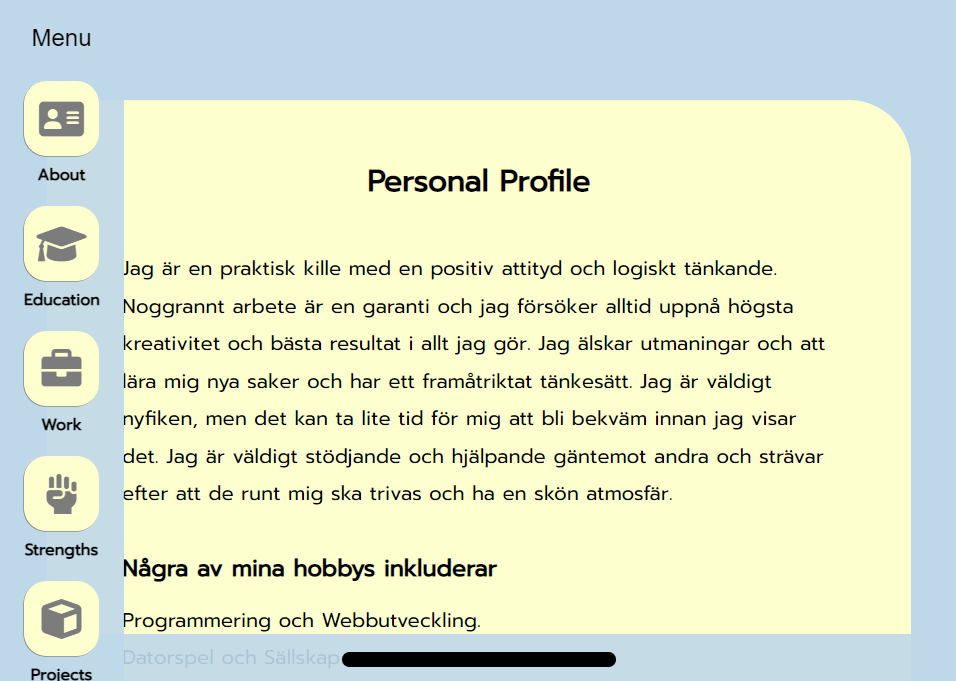 Menu
About
Education
Work
Strengths
Projects
Personal Profile
Jag är en praktisk kille med en positiv attityd och logiskt tänkande.
Noggrannt arbete är en garanti och jag försöker alltid uppnå högsta
kreativitet och bästa resultat i allt jag gör. Jag älskar utmaningar och att
lära mig nya saker och har ett framåtriktat tänkesätt. Jag är väldigt
nyfiken, men det kan ta lite tid för mig att bli bekväm innan jag visar
det. Jag är väldigt stödjande och hjälpande gäntemot andra och strävar
efter att de runt mig ska trivas och ha en skön atmosfär.
Några av mina hobbys inkluderar
Programmering och Webbutveckling.
Datorspel och Sällskap